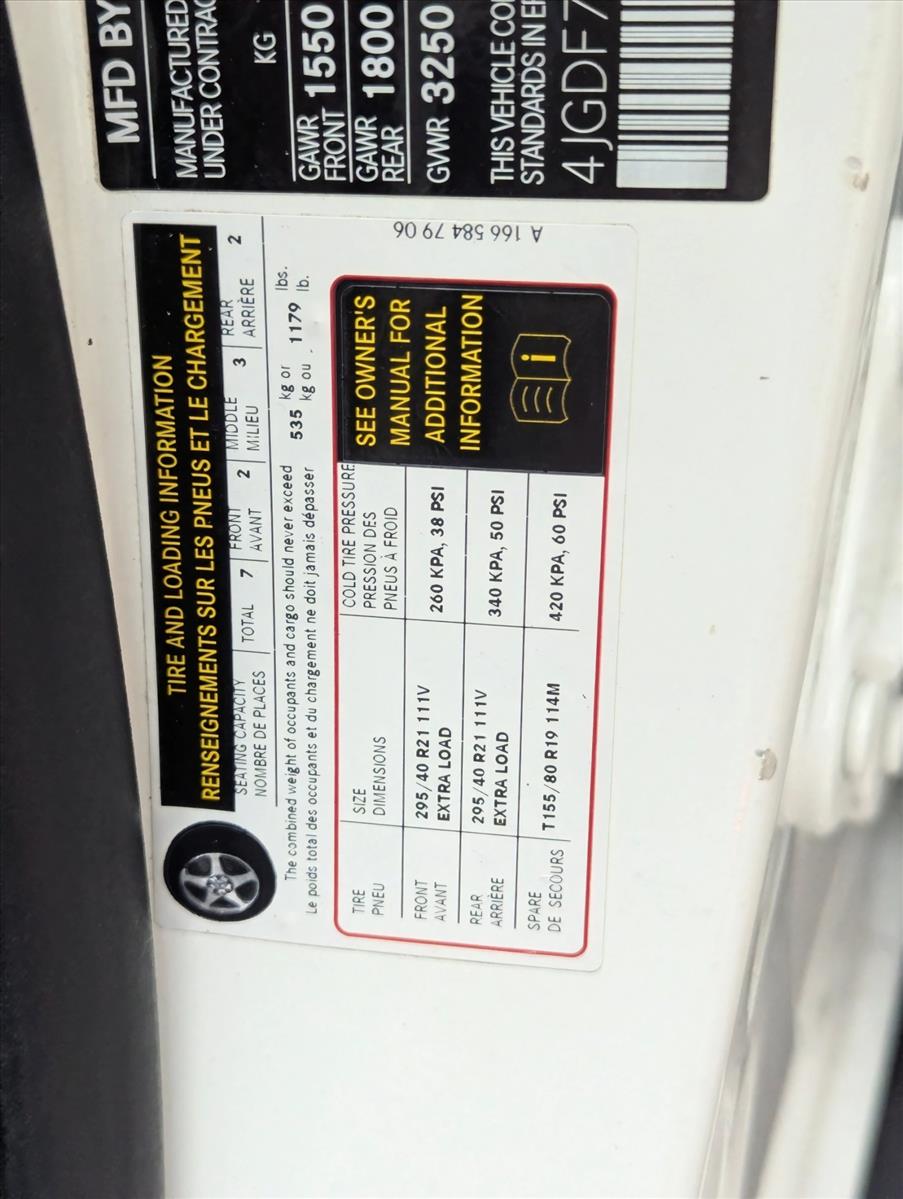 MFD BY
MANUFACTURED
UNDER CONTRAC
KG
GAWR
FRONT 1550
GAWR
REAR 1800
GVWR 3250
THIS VEHICLE CO
STANDARDS IN E
4JGDF7
TIRE AND LOADING INFORMATION
RENSEIGNEMENTS SUR LES PNEUS ET LE CHARGEMENT
SEATING CAPACITY
NOMBRE DE PLACES
TOTAL 7
FRONT
AVANT 2
MIDDLE
MILIEU 3
REAR
ARRIÈRE 2
The combined weight of occupants and cargo should never exceed 535 kg or 1179 lbs.
Le poids total des occupants et du chargement ne doit jamais dépasser kg ou lb.
TIRE
PNEU
SIZE
DIMENSIONS
COLD TIRE PRESSURE
PRESSION DES
PNEUS À FROID
FRONT
AVANT
295/40 R21 111V
EXTRA LOAD
260 KPA, 38 PSI
REAR
ARRIÈRE
295/40 R21 111V
EXTRA LOAD
340 KPA, 50 PSI
SPARE
DE SECOURS
T155/80 R19 114M
420 KPA, 60 PSI
SEE OWNER'S
MANUAL FOR
ADDITIONAL
INFORMATION
i
A 166 584 79 06